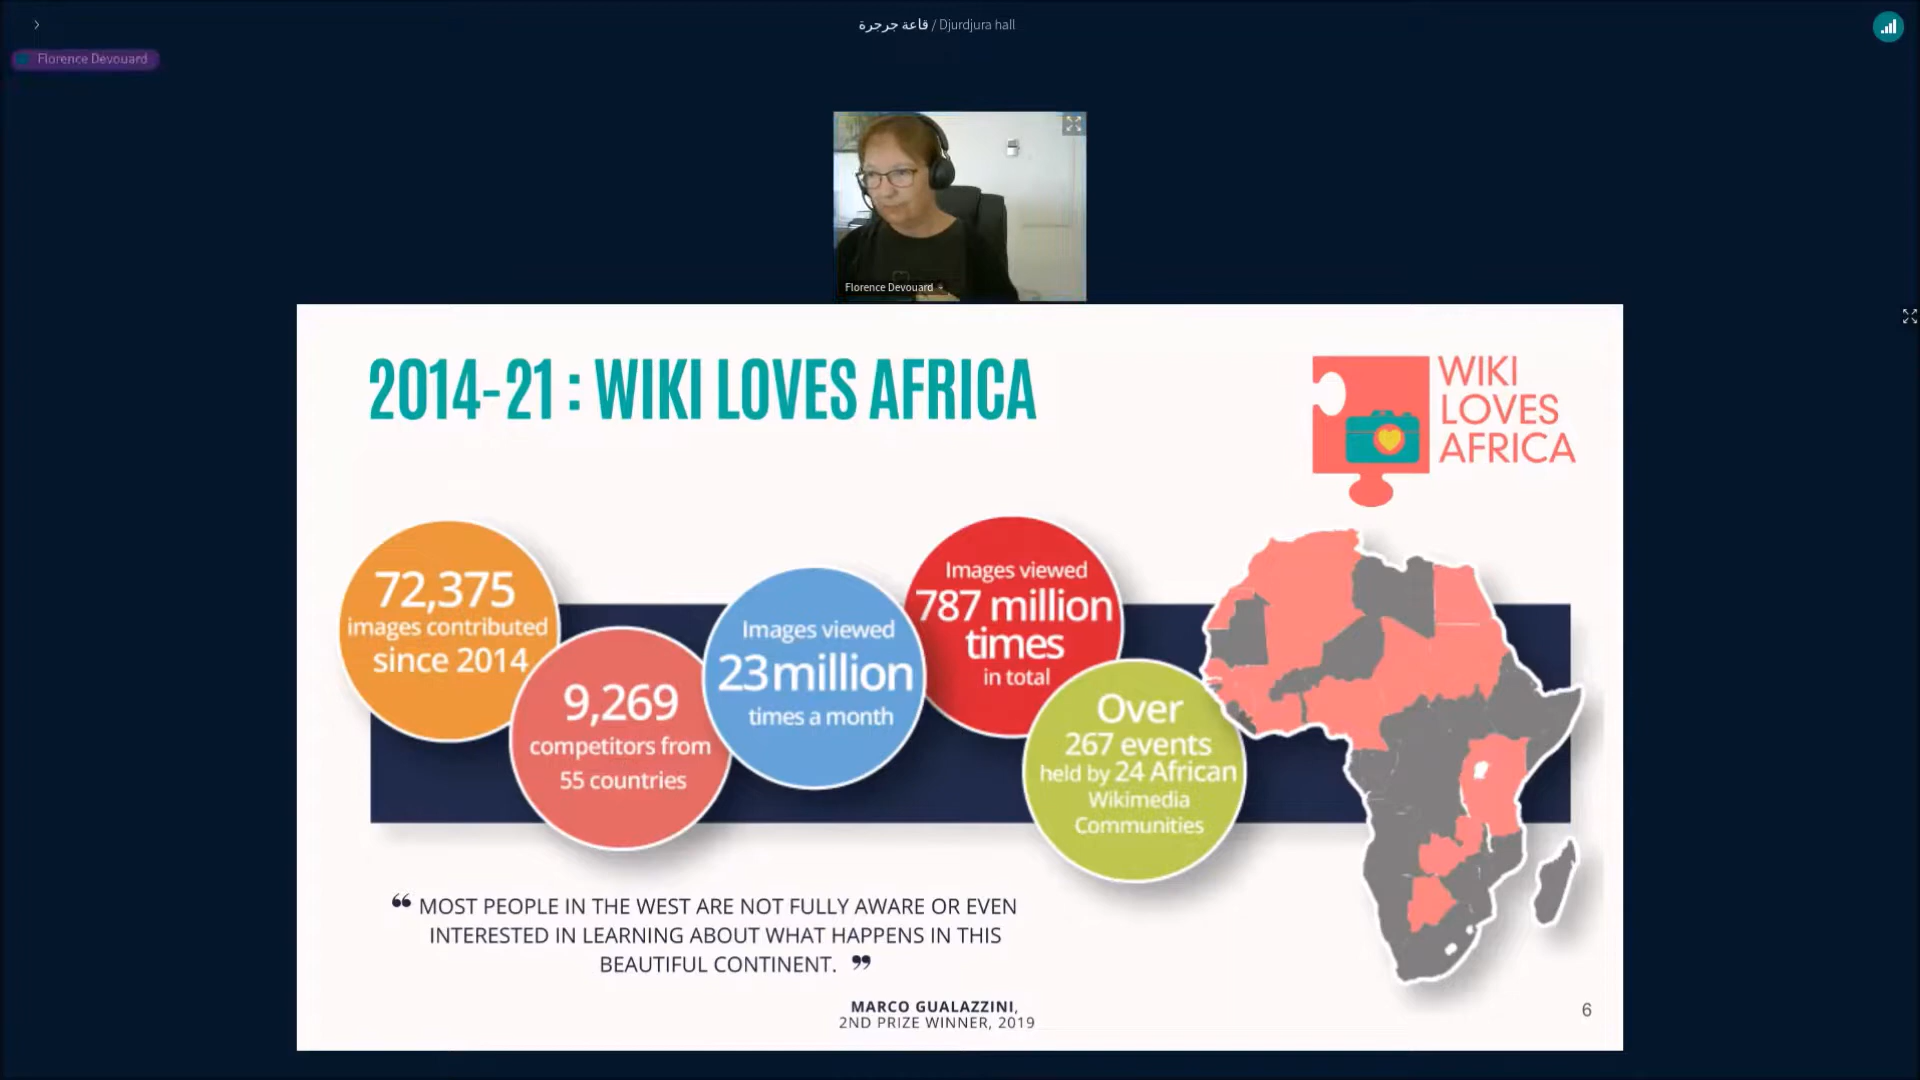 قاعة جرجرة / Djurdjura hall
Florence Devouard
Florence Devouard
2014-21 : WIKI LOVES AFRICA
WIKI
LOVES
AFRICA
72,375
images contributed
since 2014
9,269
competitors from
55 countries
Images viewed
23 million
times a month
Images viewed
787 million
times
in total
Over
267 events
held by 24 African
Wikimedia
Communities
“ MOST PEOPLE IN THE WEST ARE NOT FULLY AWARE OR EVEN
INTERESTED IN LEARNING ABOUT WHAT HAPPENS IN THIS
BEAUTIFUL CONTINENT. ”
MARCO GUALAZZINI,
2ND PRIZE WINNER, 2019
6